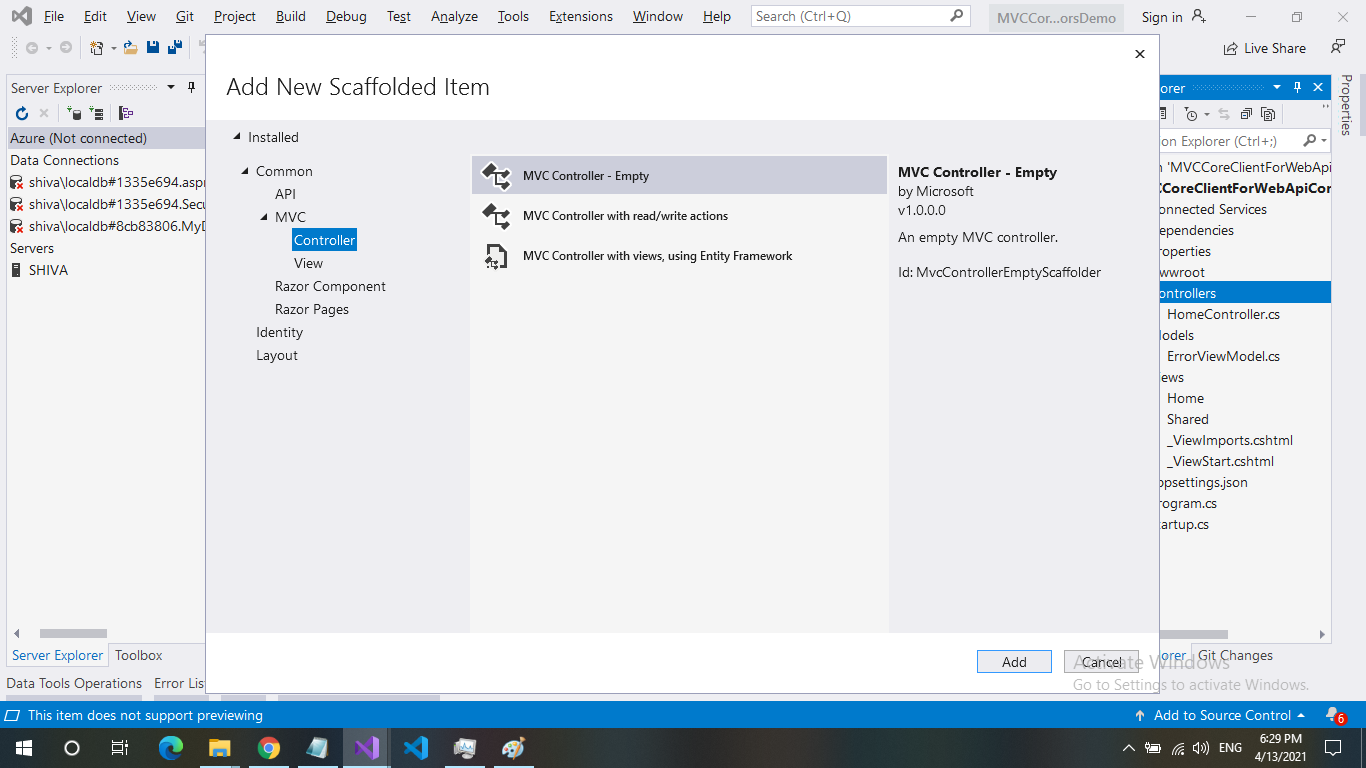 File Edit View Git Project Build Debug Test Analyze Tools Extensions Window Help Search (Ctrl+Q) MVCCor...orsDemo Sign in
Live Share
Server Explorer
Azure (Not connected)
Data Connections
shiva\localdb#1335e694.aspn
shiva\localdb#1335e694.Secu
shiva\localdb#8cb83806.MyD
Servers
SHIVA
Server Explorer Toolbox
Data Tools Operations Error List
Add New Scaffolded Item
Installed
Common
API
MVC
Controller
View
Razor Component
Razor Pages
Identity
Layout
MVC Controller - Empty
MVC Controller with read/write actions
MVC Controller with views, using Entity Framework
MVC Controller - Empty
by Microsoft
v1.0.0.0
An empty MVC controller.
Id: MvcControllerEmptyScaffolder
Add Cancel
orer
Properties
ion Explorer (Ctrl+;)
n 'MVCCoreClientForWebApi
CCoreClientForWebApiCor
onnected Services
ependencies
roperties
wwroot
ontrollers
HomeController.cs
lodels
ErrorViewModel.cs
iews
Home
Shared
_ViewImports.cshtml
_ViewStart.cshtml
ppsettings.json
rogram.cs
tartup.cs
orer Git Changes
Activate Windows
Go to Settings to activate Windows.
This item does not support previewing Add to Source Control 6
ENG 6:29 PM
4/13/2021